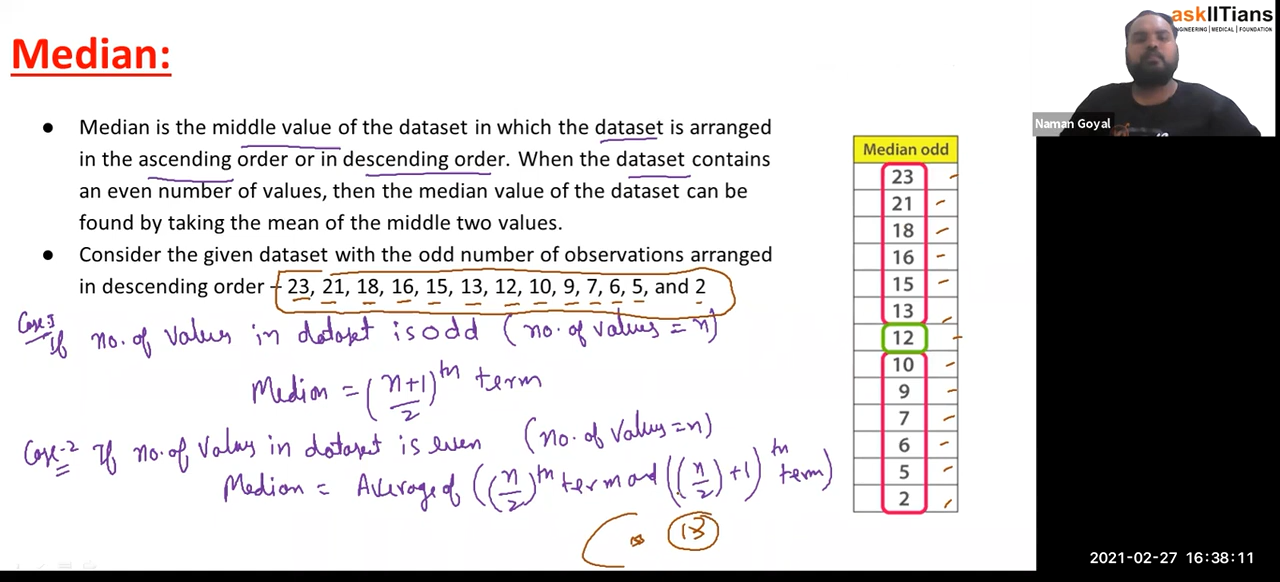 askIITians
ENGINEERING | MEDICAL | FOUNDATION
Median:
Naman Goyal
● Median is the middle value of the dataset in which the dataset is arranged
in the ascending order or in descending order. When the dataset contains
an even number of values, then the median value of the dataset can be
found by taking the mean of the middle two values.
● Consider the given dataset with the odd number of observations arranged
in descending order – 23, 21, 18, 16, 15, 13, 12, 10, 9, 7, 6, 5, and 2
Case-I If no. of values in dataset is odd (no. of values = n)
Median = (n+1/2)th term
Case-2 If no. of values in dataset is even (no. of values = n)
Median = Average of ((n/2)th term and ((n/2)+1)th term)
13
Median odd
23
21
18
16
15
13
12
10
9
7
6
5
2
2021-02-27 16:38:11